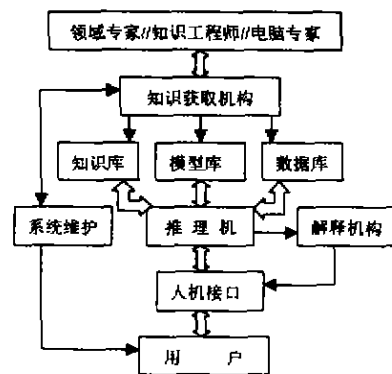 领域专家//知识工程师//电脑专家
知识获取机构
知识库 模型库 数据库
系统维护 推理机 解释机构
人机接口
用户